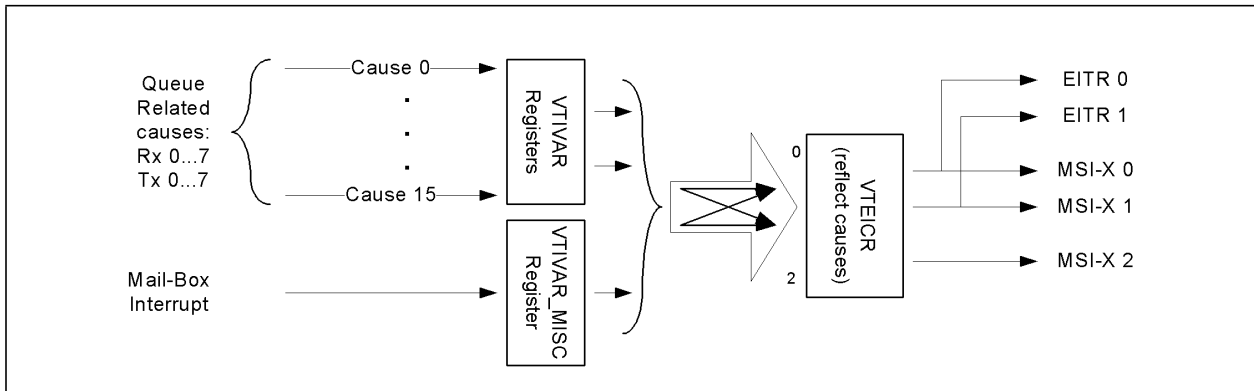 Queue
Related
causes:
Rx 0...7
Tx 0...7
Cause 0
.
.
.
Cause 15
VTIVAR
Registers
Mail-Box
Interrupt
VTIVAR_MISC
Register
0
2
VTEICR
(reflect causes)
EITR 0
EITR 1
MSI-X 0
MSI-X 1
MSI-X 2